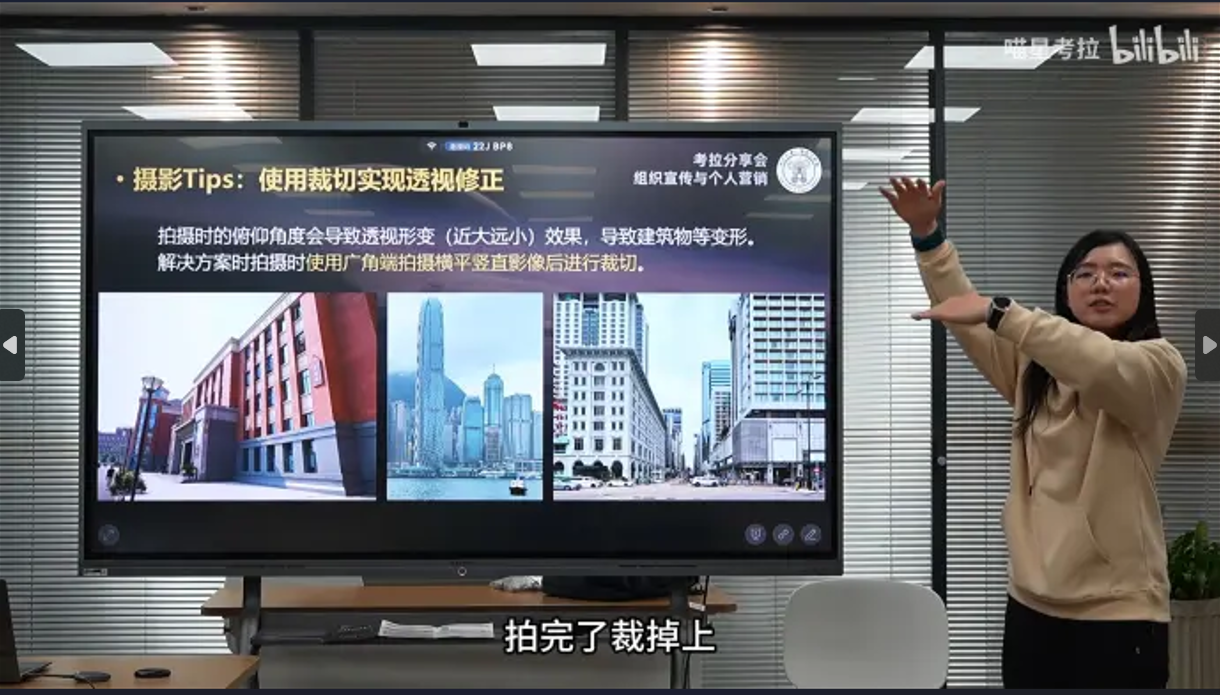 喵星考拉 bilibili
22J BP8
考拉分享会
组织宣传与个人营销
·摄影Tips：使用裁切实现透视修正
拍摄时的俯仰角度会导致透视形变（近大远小）效果，导致建筑物等变形。
解决方案时拍摄时使用广角端拍摄横平竖直影像后进行裁切。
拍完了裁掉上